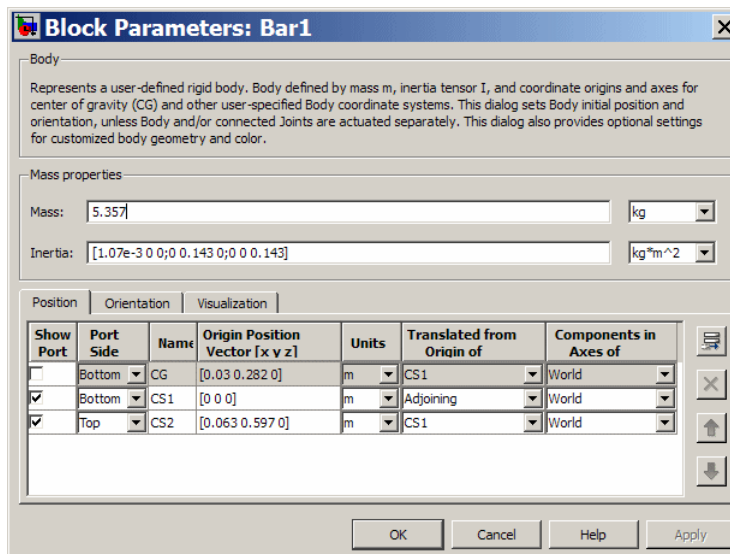 Block Parameters: Bar1
Body
Represents a user-defined rigid body. Body defined by mass m, inertia tensor I, and coordinate origins and axes for
center of gravity (CG) and other user-specified Body coordinate systems. This dialog sets Body initial position and
orientation, unless Body and/or connected Joints are actuated separately. This dialog also provides optional settings
for customized body geometry and color.
Mass properties
Mass: 5.357 kg
Inertia: [1.07e-3 0 0;0 0.143 0;0 0 0.143] kg*m^2
Position Orientation Visualization
Show Port Port Side Name Origin Position Vector [x y z] Units Translated from Origin of Components in Axes of
Bottom CG [0.03 0.282 0] m CS1 World
Bottom CS1 [0 0 0] m Adjoining World
Top CS2 [0.063 0.597 0] m CS1 World
OK Cancel Help Apply